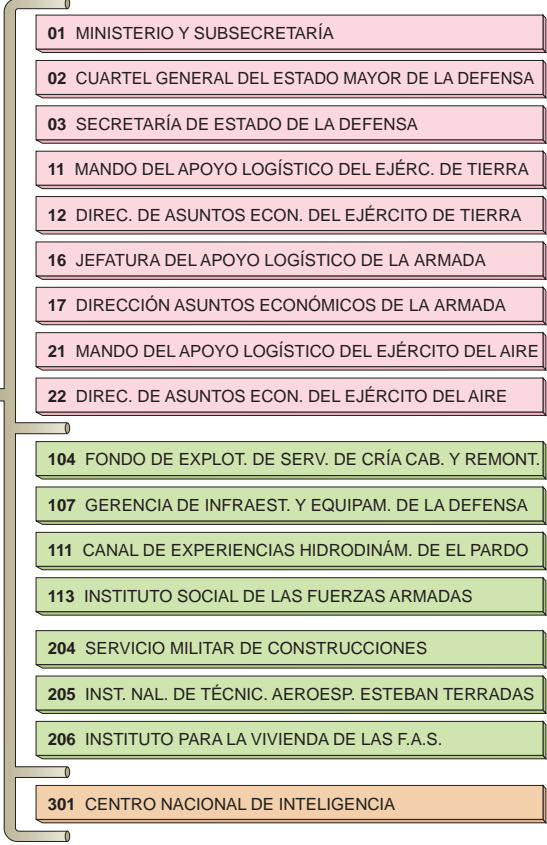 01 MINISTERIO Y SUBSECRETARÍA
02 CUARTEL GENERAL DEL ESTADO MAYOR DE LA DEFENSA
03 SECRETARÍA DE ESTADO DE LA DEFENSA
11 MANDO DEL APOYO LOGÍSTICO DEL EJÉRC. DE TIERRA
12 DIREC. DE ASUNTOS ECON. DEL EJÉRCITO DE TIERRA
16 JEFATURA DEL APOYO LOGÍSTICO DE LA ARMADA
17 DIRECCIÓN ASUNTOS ECONÓMICOS DE LA ARMADA
21 MANDO DEL APOYO LOGÍSTICO DEL EJÉRCITO DEL AIRE
22 DIREC. DE ASUNTOS ECON. DEL EJÉRCITO DEL AIRE
104 FONDO DE EXPLOT. DE SERV. DE CRÍA CAB. Y REMONT.
107 GERENCIA DE INFRAEST. Y EQUIPAM. DE LA DEFENSA
111 CANAL DE EXPERIENCIAS HIDRODINÁM. DE EL PARDO
113 INSTITUTO SOCIAL DE LAS FUERZAS ARMADAS
204 SERVICIO MILITAR DE CONSTRUCCIONES
205 INST. NAL. DE TÉCNIC. AEROESP. ESTEBAN TERRADAS
206 INSTITUTO PARA LA VIVIENDA DE LAS F.A.S.
301 CENTRO NACIONAL DE INTELIGENCIA